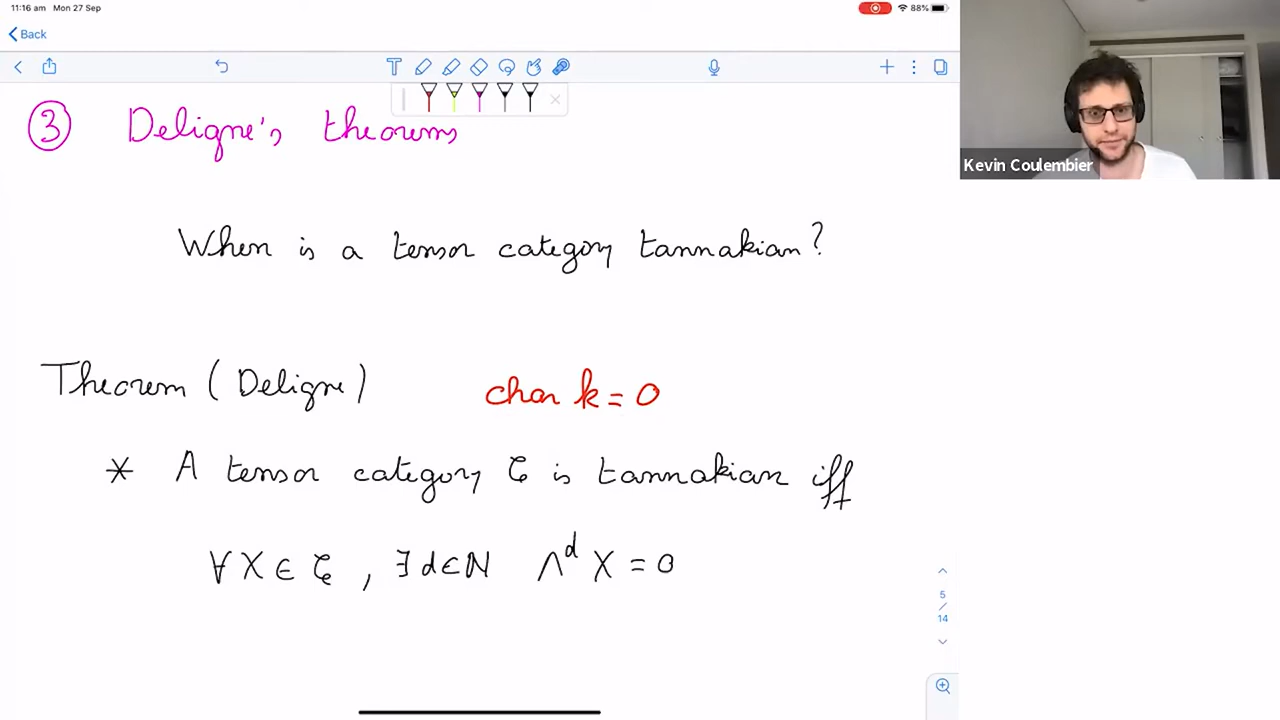 11:16 am Mon 27 Sep
88%
Back
③ Deligne's theorems
Kevin Coulembier
When is a tensor category tannakian?
Theorem (Deligne) char k = 0
* A tensor category 𝒞 is tannakian iff
∀ X ∈ 𝒞, ∃ d ∈ ℕ Λ^d X = 0
5
/
14